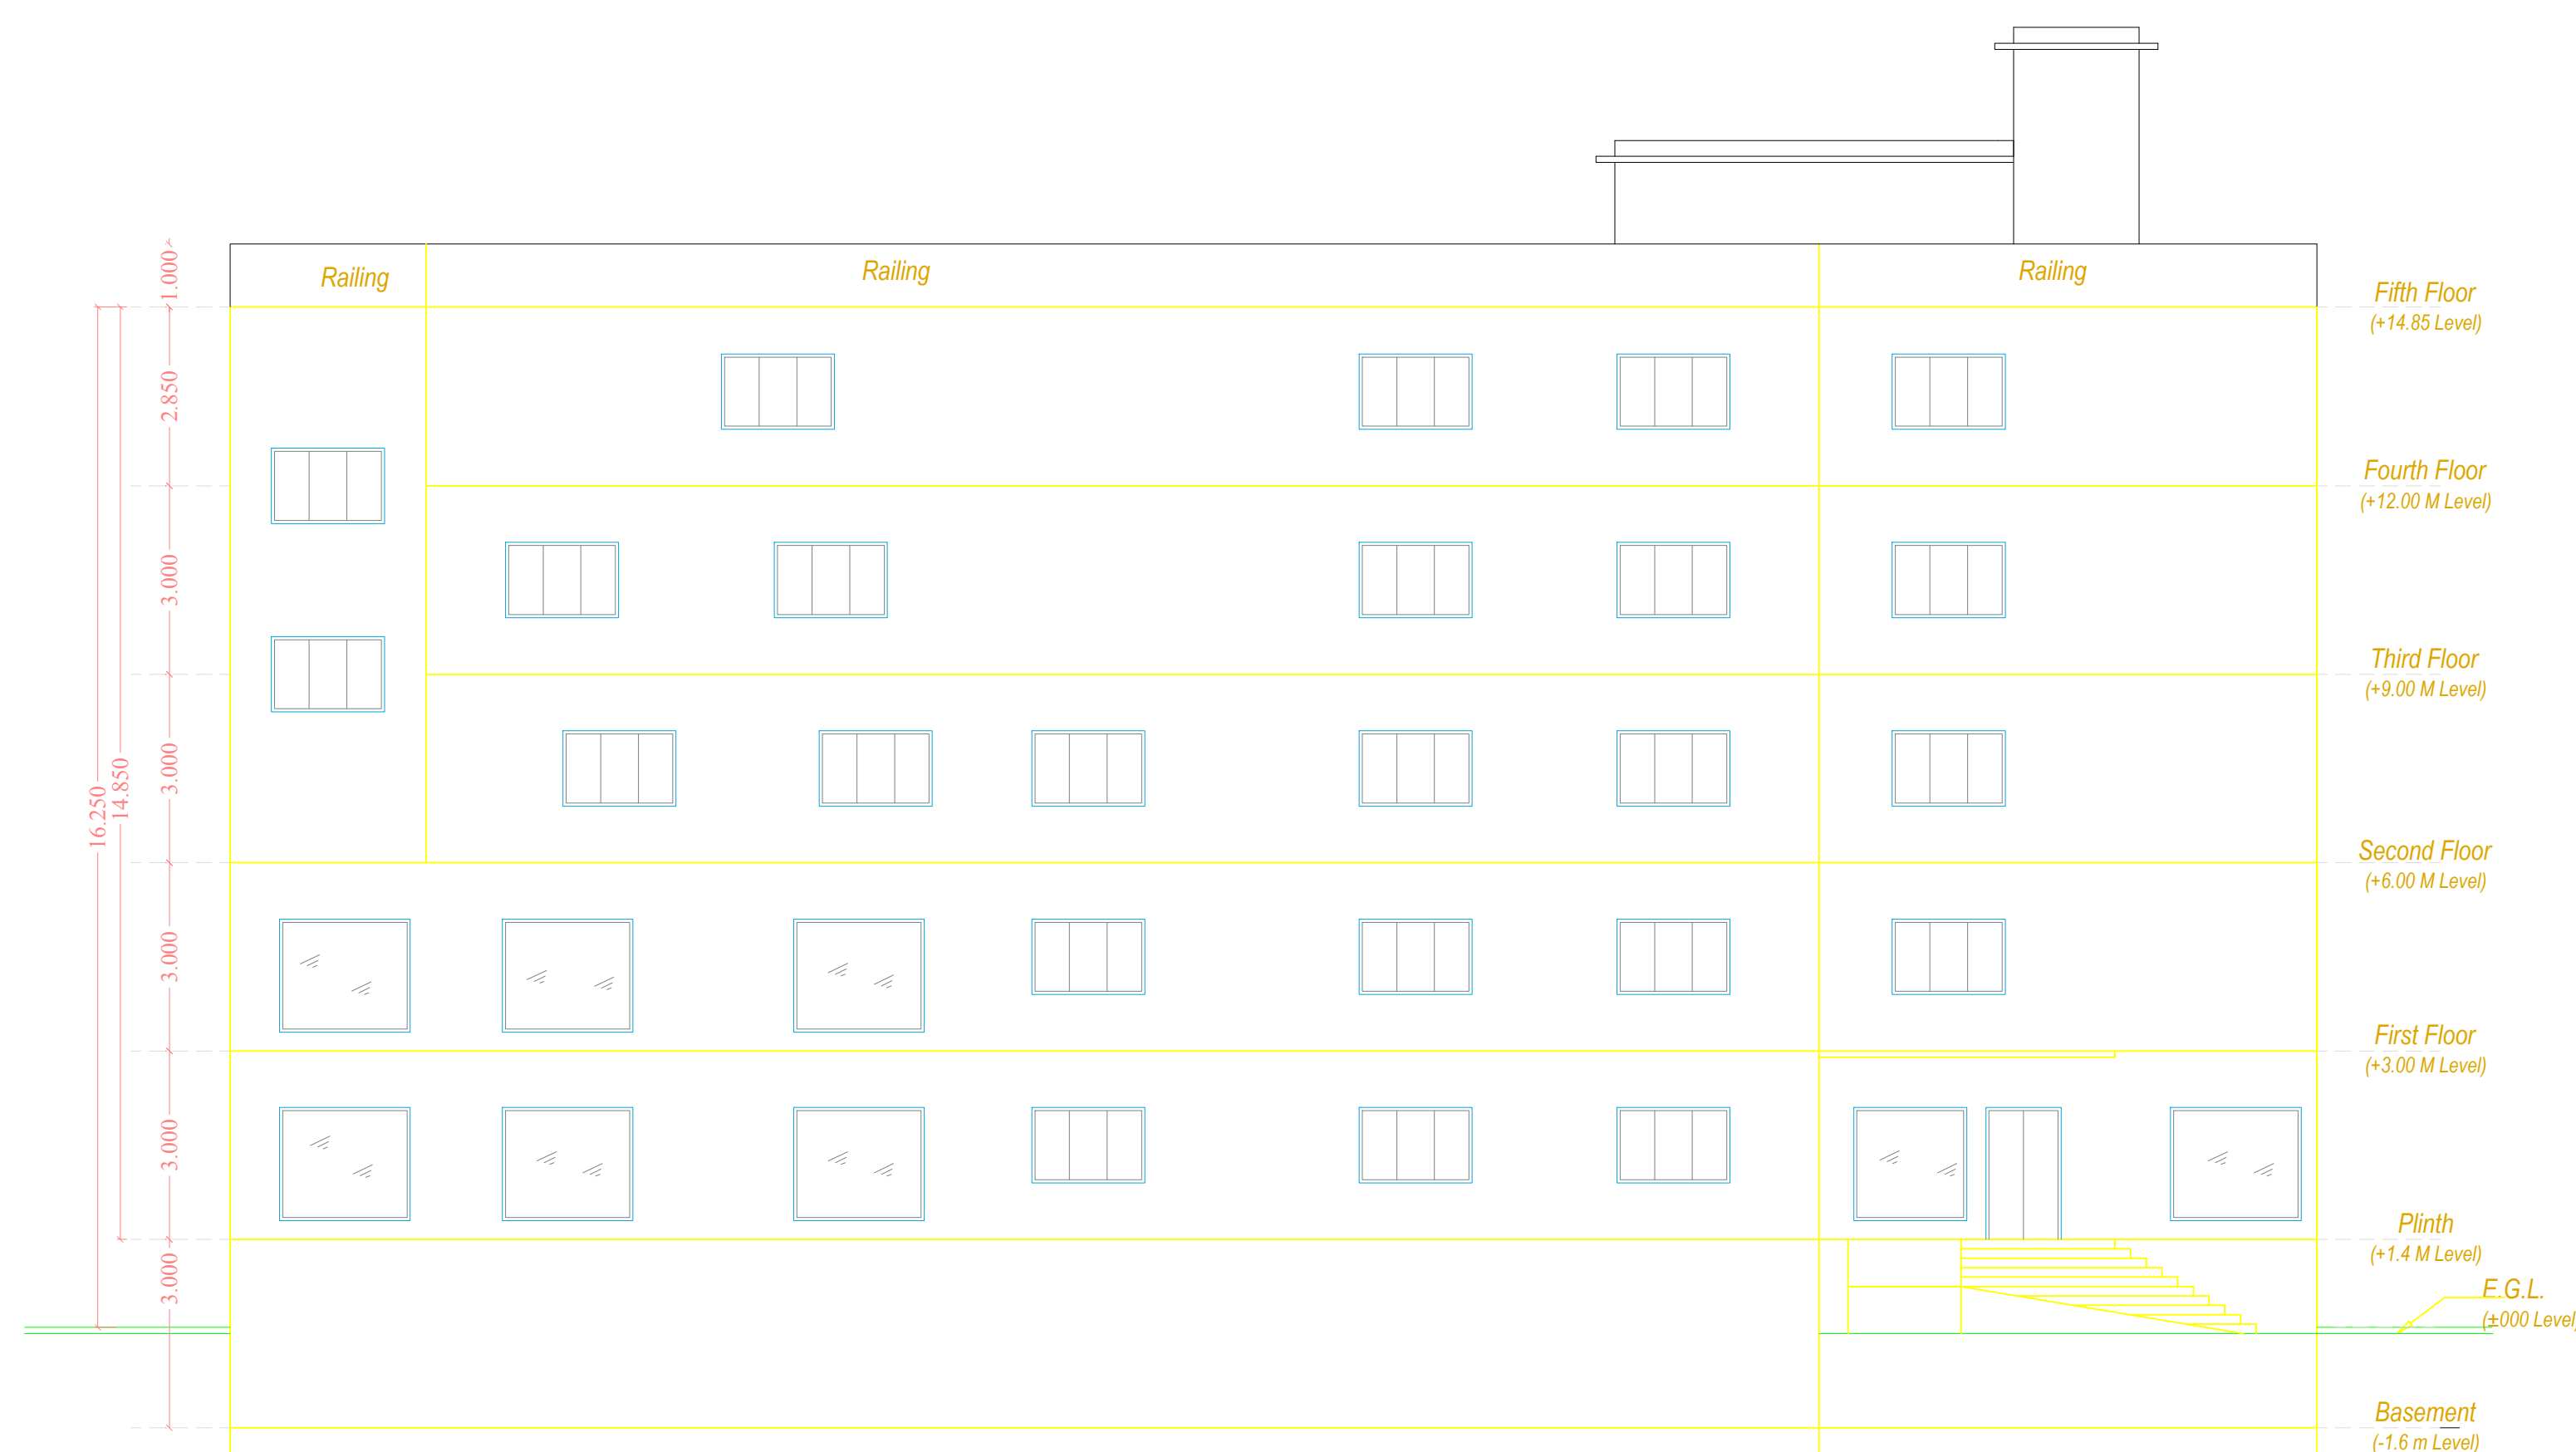 Railing
Railing
Railing
1.000
Fifth Floor
(+14.85 Level)
2.850
Fourth Floor
(+12.00 M Level)
3.000
Third Floor
(+9.00 M Level)
3.000
16.250
14.850
Second Floor
(+6.00 M Level)
3.000
First Floor
(+3.00 M Level)
3.000
Plinth
(+1.4 M Level)
3.000
E.G.L.
(±000 Level)
Basement
(-1.6 m Level)